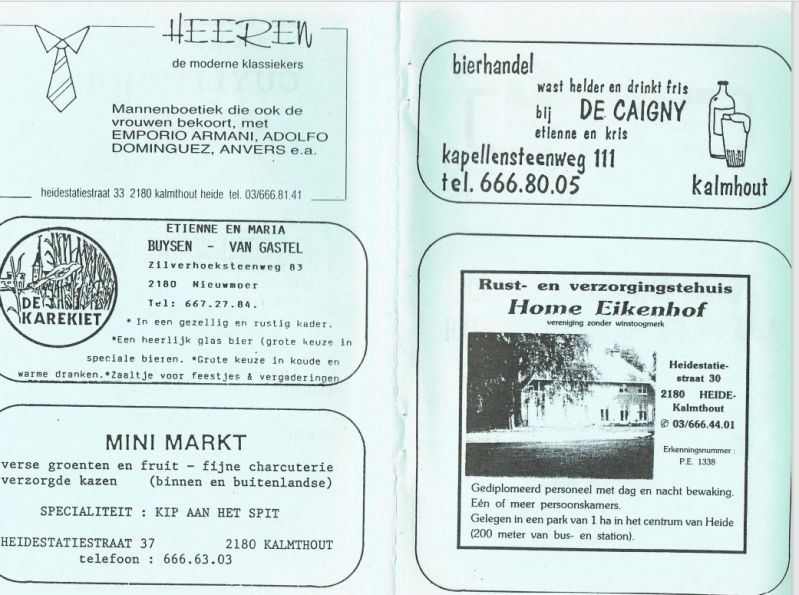 HEEREN
de moderne klassiekers
Mannenboetiek die ook de
vrouwen bekoort, met
EMPORIO ARMANI, ADOLFO
DOMINGUEZ, ANVERS e.a.
heidestatiestraat 33 2180 kalmthout heide tel. 03/666.81.41
DE
KAREKIET
ETIENNE EN MARIA
BUYSEN - VAN GASTEL
Zilverhoeksteenweg 83
2180 Nieuwmoer
Tel: 667.27.84.
* In een gezellig en rustig kader.
*Een heerlijk glas bier (grote keuze in
speciale bieren. *Grote keuze in koude en
warme dranken.*Zaaltje voor feestjes & vergaderingen
MINI MARKT
verse groenten en fruit - fijne charcuterie
verzorgde kazen (binnen en buitenlandse)
SPECIALITEIT : KIP AAN HET SPIT
HEIDESTATIESTRAAT 37 2180 KALMTHOUT
telefoon : 666.63.03
bierhandel
wast helder en drinkt fris
bij DE CAIGNY
etienne en kris
kapellensteenweg 111
tel. 666.80.05 kalmhout
Rust- en verzorgingstehuis
Home Eikenhof
vereniging zonder winstoogmerk
Heidestatie-
straat 30
2180 HEIDE-
Kalmthout
✆ 03/666.44.01
Erkenningsnummer :
P.E. 1338
Gediplomeerd personeel met dag en nacht bewaking.
Eén of meer persoonskamers.
Gelegen in een park van 1 ha in het centrum van Heide
(200 meter van bus- en station).